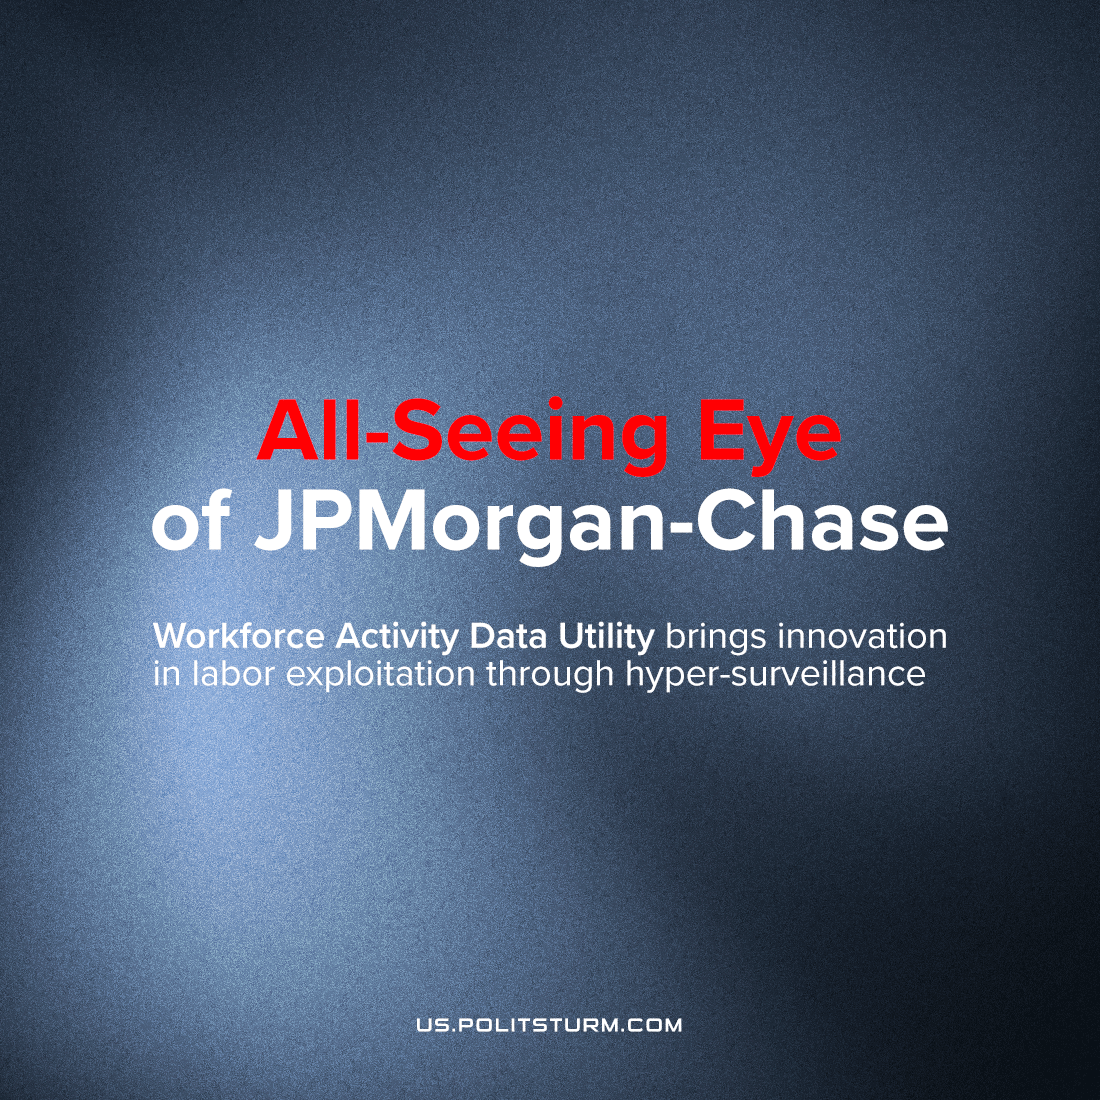 All-Seeing Eye
of JPMorgan-Chase
Workforce Activity Data Utility brings innovation
in labor exploitation through hyper-surveillance
US.POLITSTURM.COM